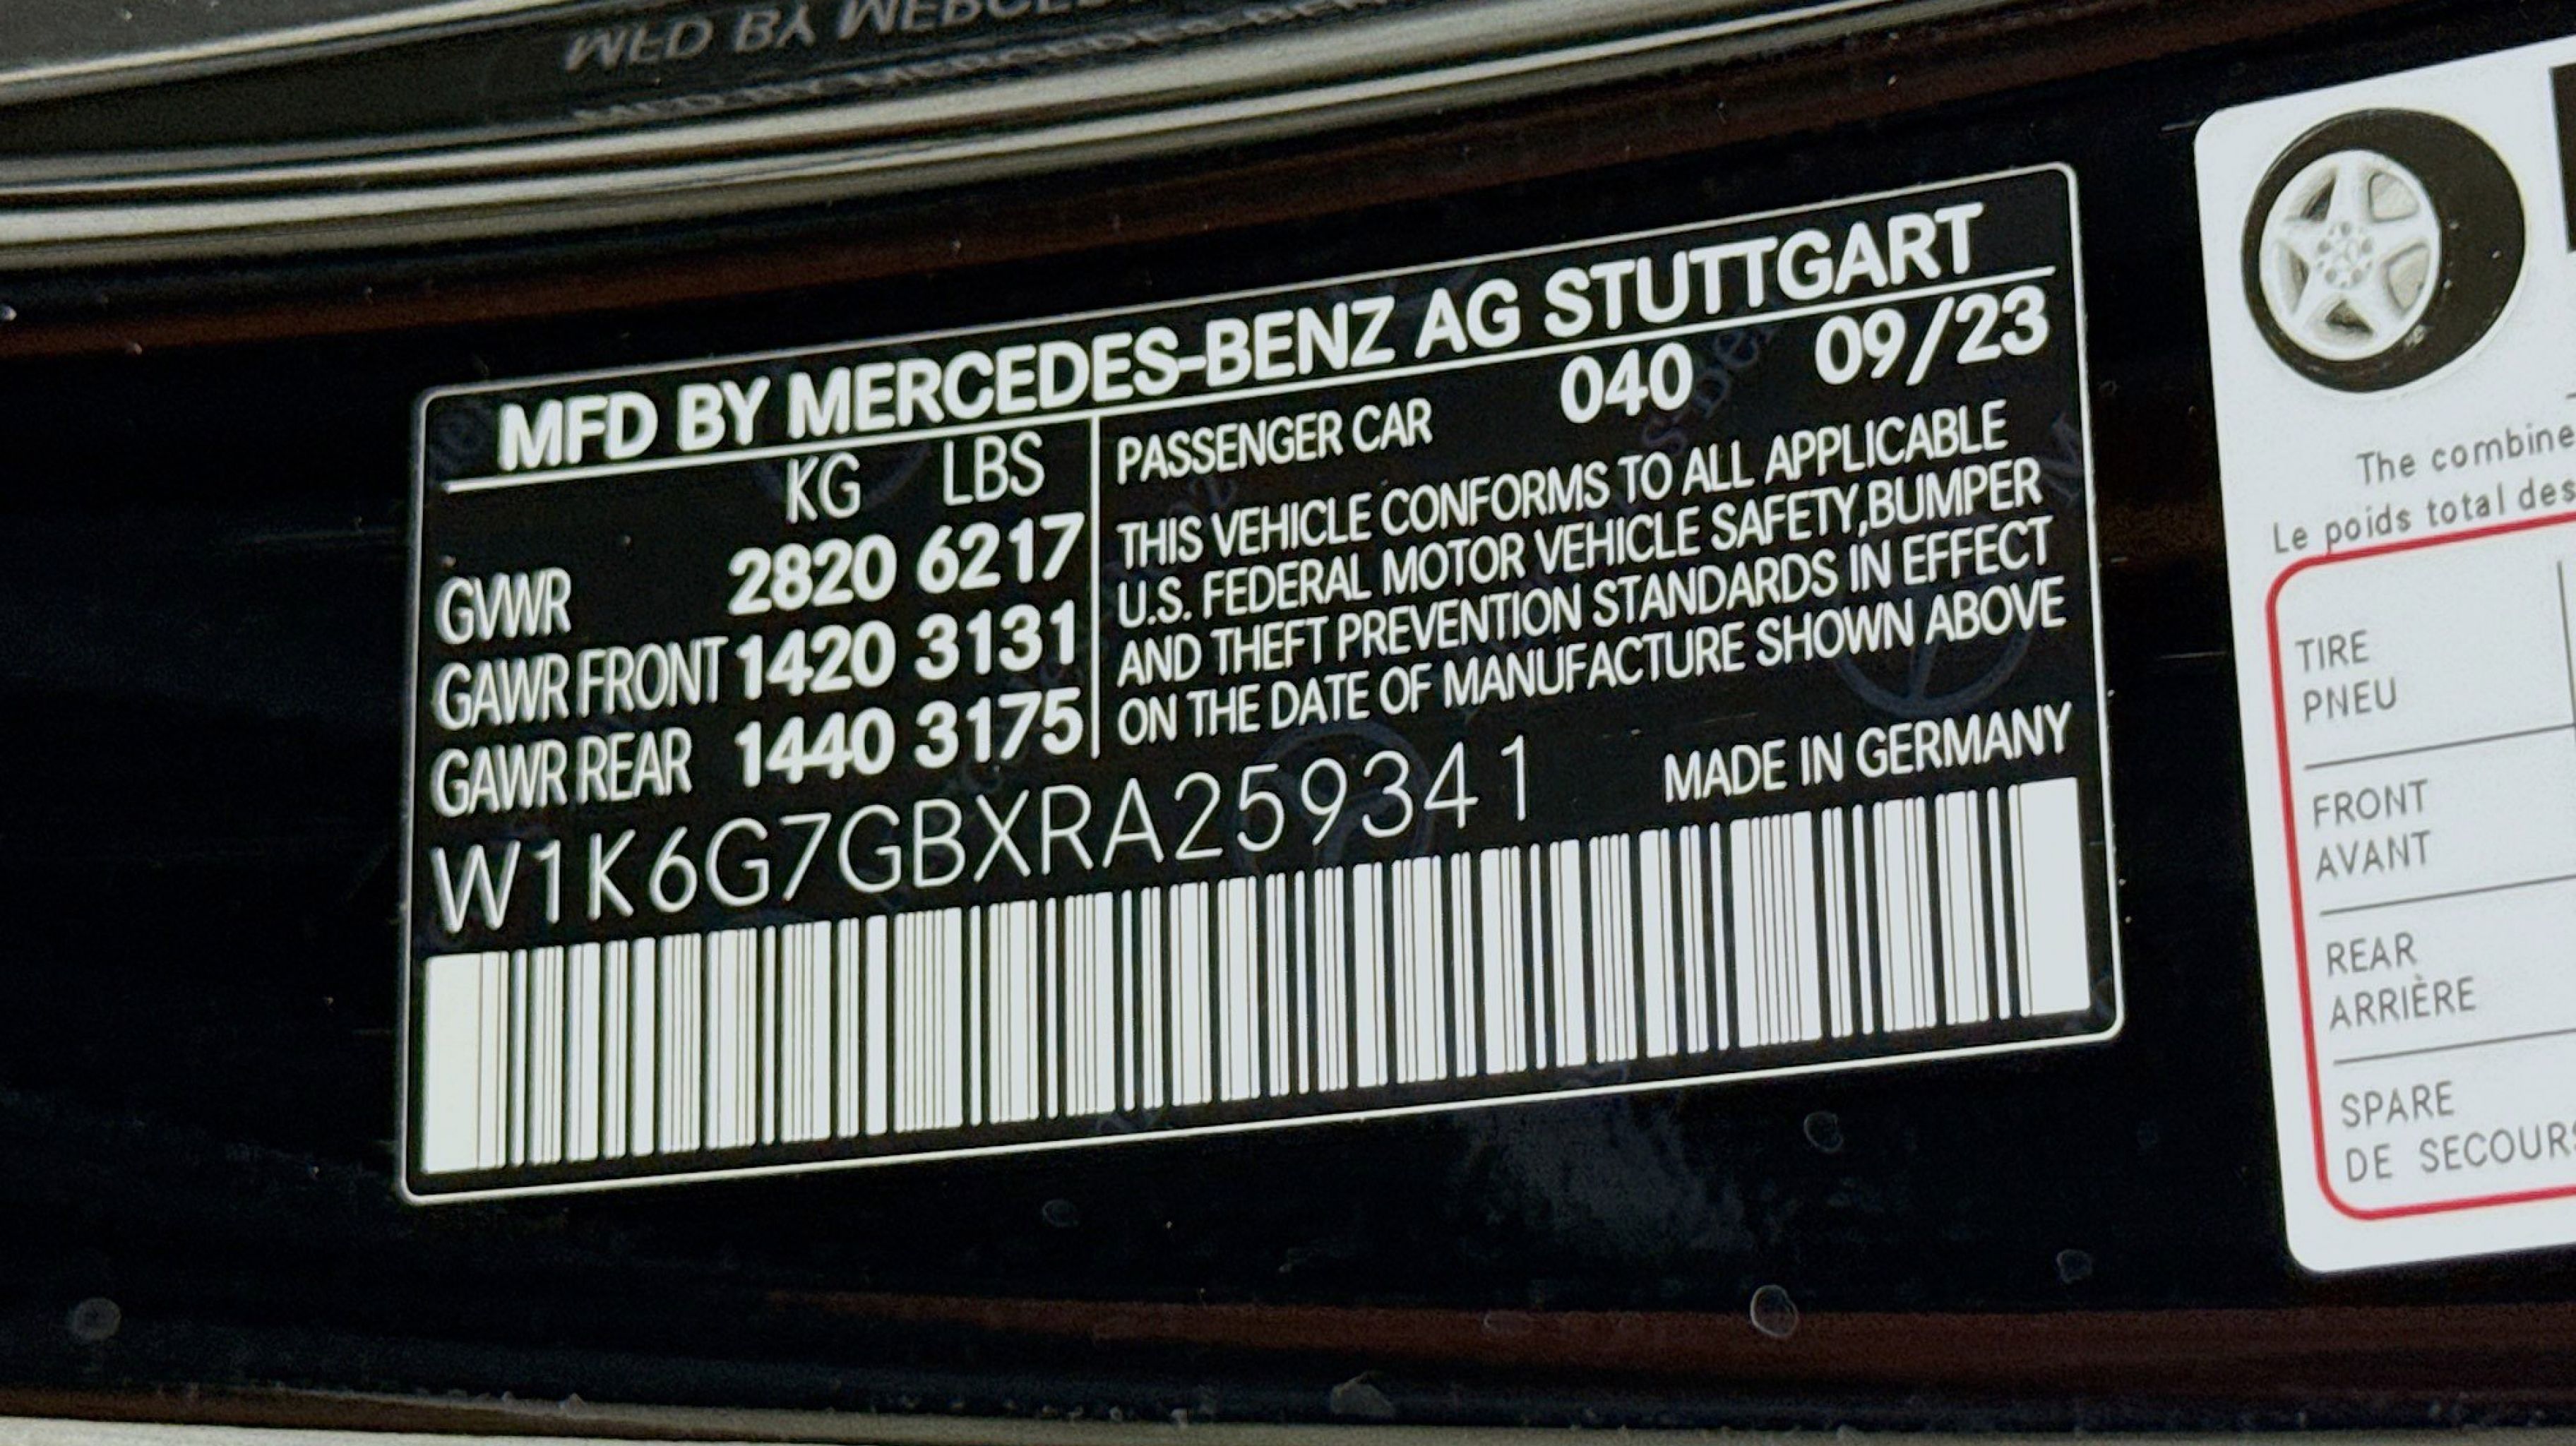 MFD BY MERCEDES-BENZ AG STUTTGART
KG LBS
GVWR 2820 6217
GAWR FRONT 1420 3131
GAWR REAR 1440 3175
PASSENGER CAR 040 09/23
THIS VEHICLE CONFORMS TO ALL APPLICABLE
U.S. FEDERAL MOTOR VEHICLE SAFETY,BUMPER
AND THEFT PREVENTION STANDARDS IN EFFECT
ON THE DATE OF MANUFACTURE SHOWN ABOVE
W1K6G7GBXRA259341
MADE IN GERMANY
The combine
Le poids total des
TIRE
PNEU
FRONT
AVANT
REAR
ARRIÈRE
SPARE
DE SECOURS